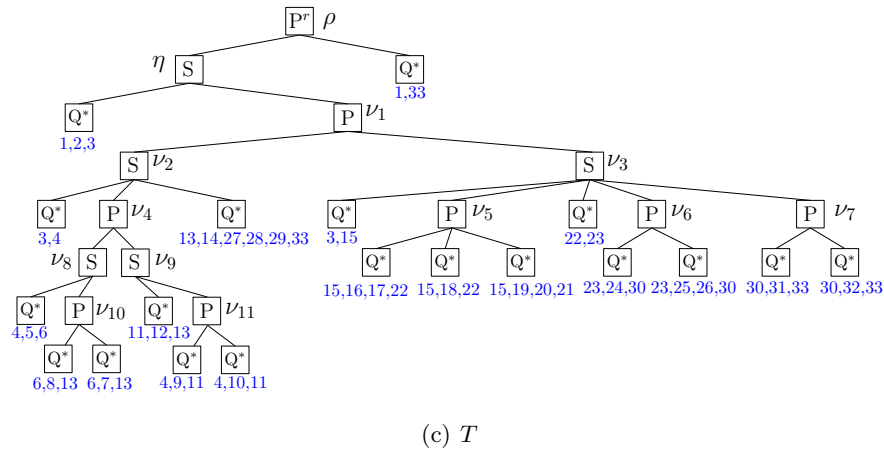 Pʳ ρ
η S Q*
1,33
Q* P ν₁
1,2,3
S ν₂ S ν₃
Q* P ν₄ Q* Q* P ν₅ Q* P ν₆ P ν₇
3,4 13,14,27,28,29,33 3,15 22,23
ν₈ S S ν₉ Q* Q* Q* Q* Q* Q* Q*
15,16,17,22 15,18,22 15,19,20,21 23,24,30 23,25,26,30 30,31,33 30,32,33
Q* P ν₁₀ Q* P ν₁₁
4,5,6 11,12,13
Q* Q* Q* Q*
6,8,13 6,7,13 4,9,11 4,10,11
(c) T